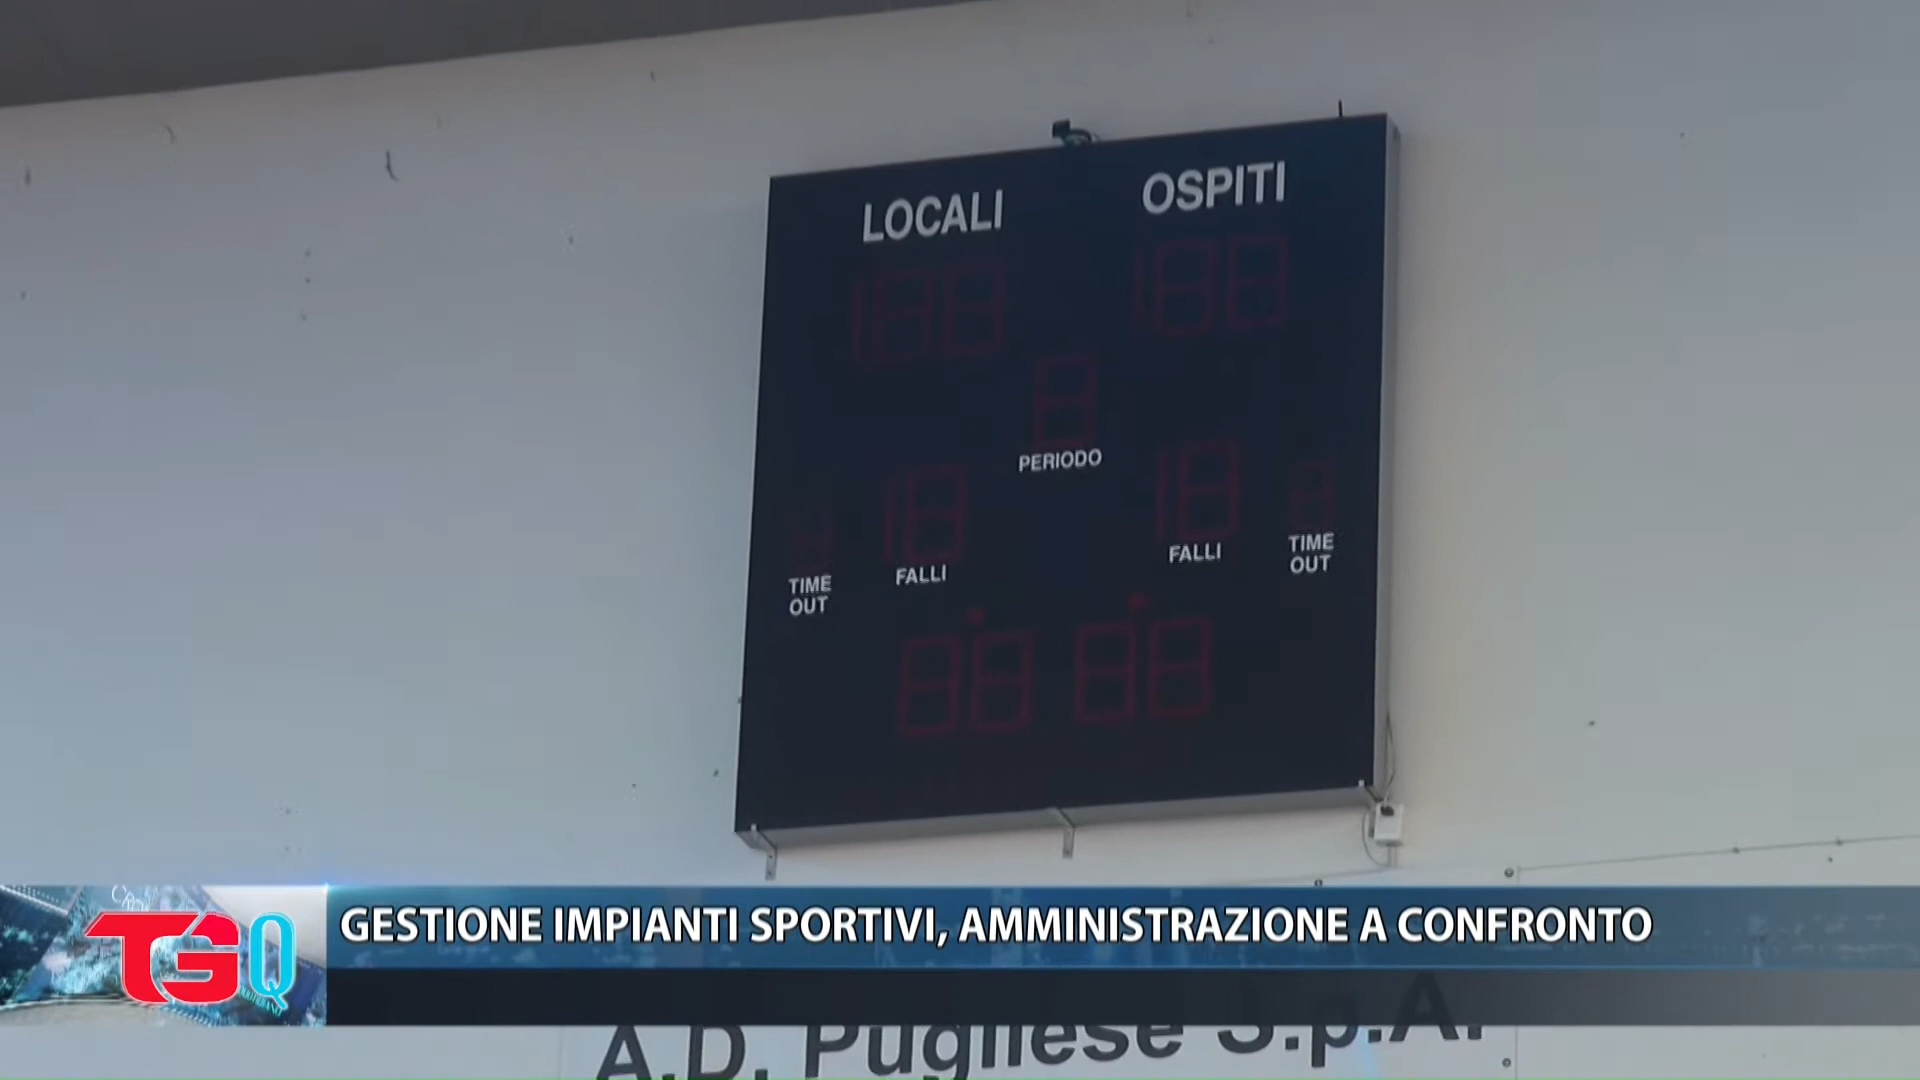 LOCALI OSPITI
PERIODO
FALLI FALLI
TIME OUT TIME OUT
GESTIONE IMPIANTI SPORTIVI, AMMINISTRAZIONE A CONFRONTO
TGQ
A.D. Pugliese S.p.A.